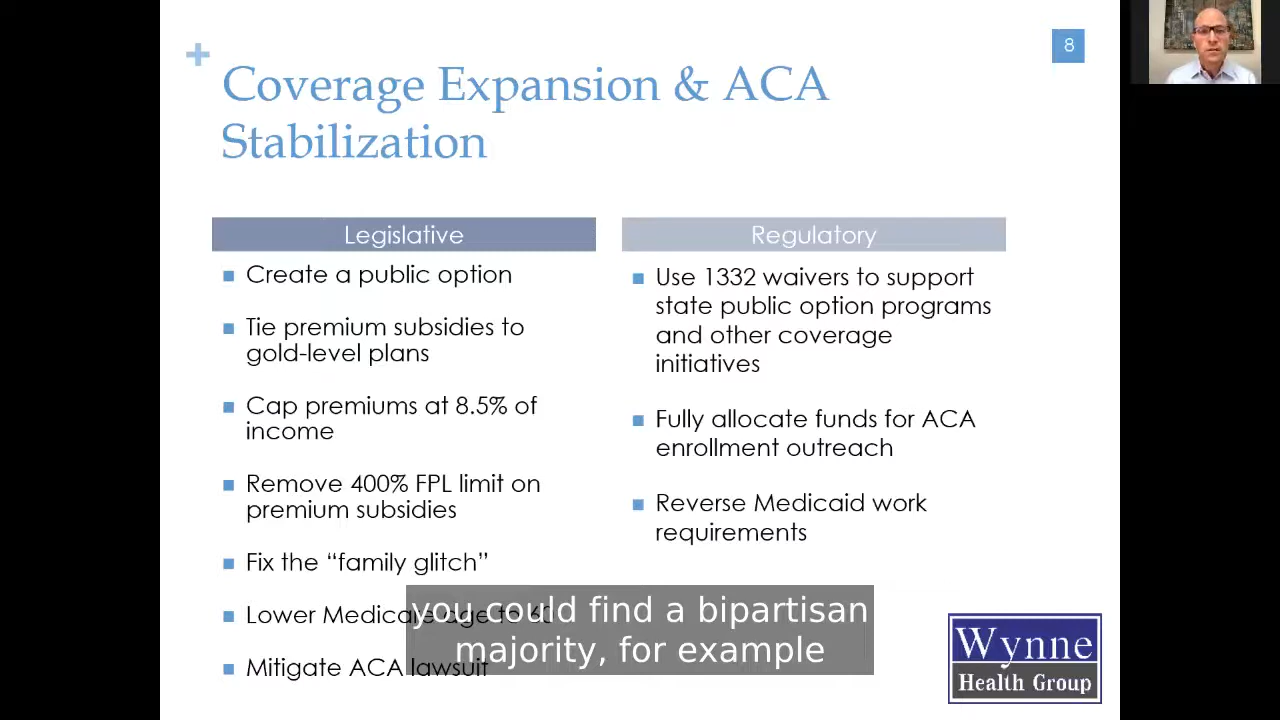 +
8
Coverage Expansion & ACA
Stabilization
Legislative
Create a public option
Tie premium subsidies to
gold-level plans
Cap premiums at 8.5% of
income
Remove 400% FPL limit on
premium subsidies
Fix the “family glitch”
Lower Medicare age to 60
Mitigate ACA lawsuit
Regulatory
Use 1332 waivers to support
state public option programs
and other coverage
initiatives
Fully allocate funds for ACA
enrollment outreach
Reverse Medicaid work
requirements
you could find a bipartisan
majority, for example
Wynne
Health Group